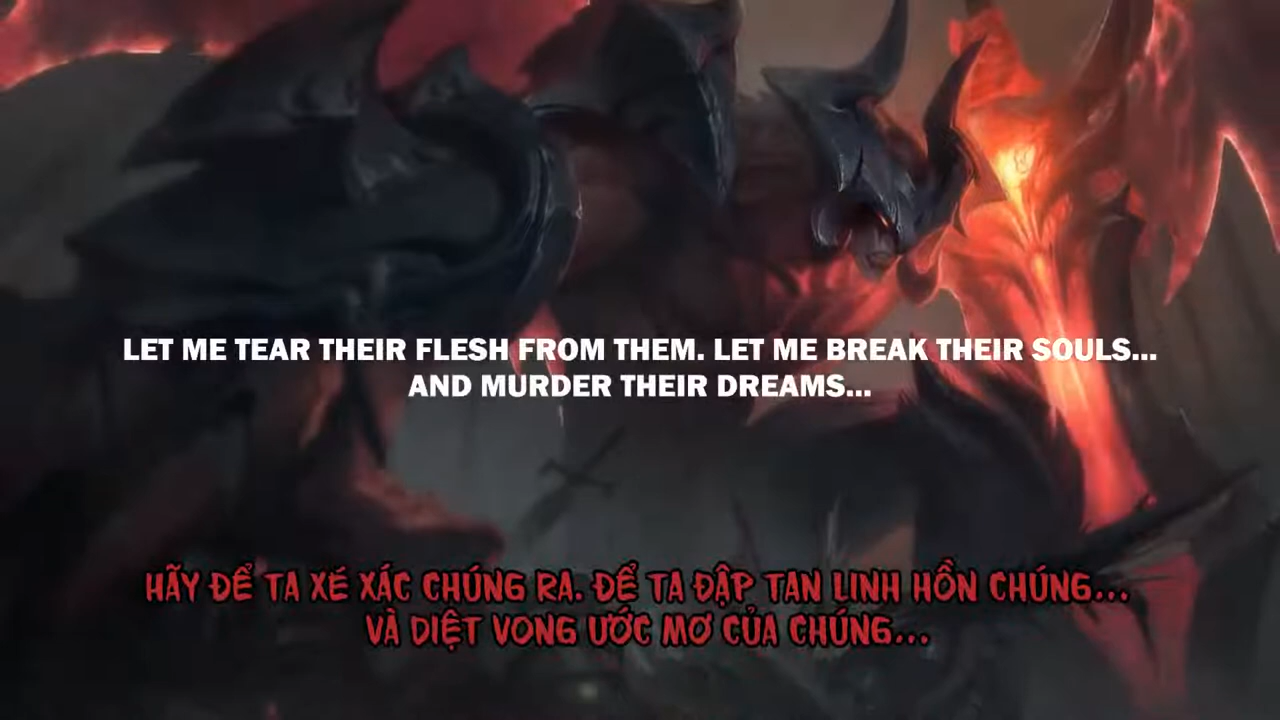 LET ME TEAR THEIR FLESH FROM THEM. LET ME BREAK THEIR SOULS...
AND MURDER THEIR DREAMS...
HÃY ĐỂ TA XÉ XÁC CHÚNG RA. ĐỂ TA ĐẬP TAN LINH HỒN CHÚNG...
VÀ DIỆT VONG ƯỚC MƠ CỦA CHÚNG...